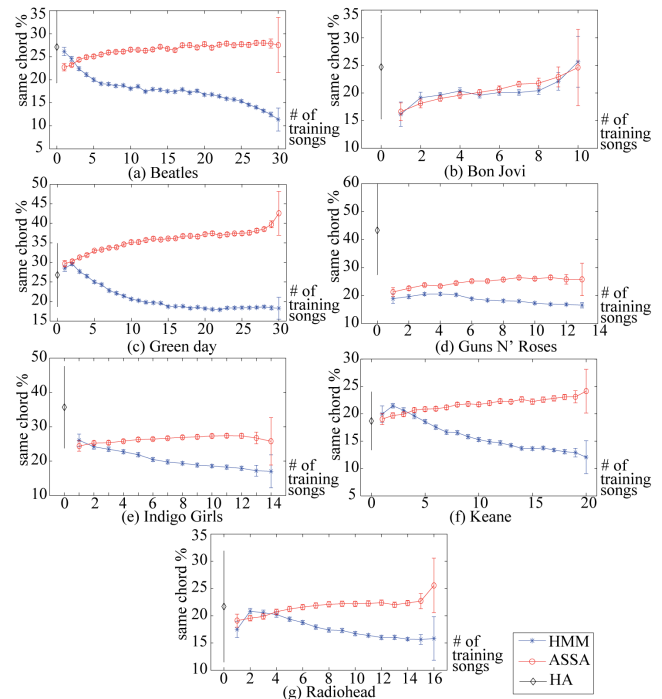 same chord %
35
30
25
20
15
10
5
0 5 10 15 20 25 30
# of
training
songs
(a) Beatles
same chord %
35
30
25
20
15
10
0 2 4 6 8 10
# of
training
songs
(b) Bon Jovi
same chord %
50
45
40
35
30
25
20
15
0 5 10 15 20 25 30
# of
training
songs
(c) Green day
same chord %
60
50
40
30
20
10
0 2 4 6 8 10 12 14
# of
training
songs
(d) Guns N' Roses
same chord %
50
40
30
20
10
0 2 4 6 8 10 12 14
# of
training
songs
(e) Indigo Girls
same chord %
30
25
20
15
10
5
0 5 10 15 20
# of
training
songs
(f) Keane
same chord %
35
30
25
20
15
10
0 2 4 6 8 10 12 14 16
# of
training
songs
(g) Radiohead
HMM
ASSA
HA